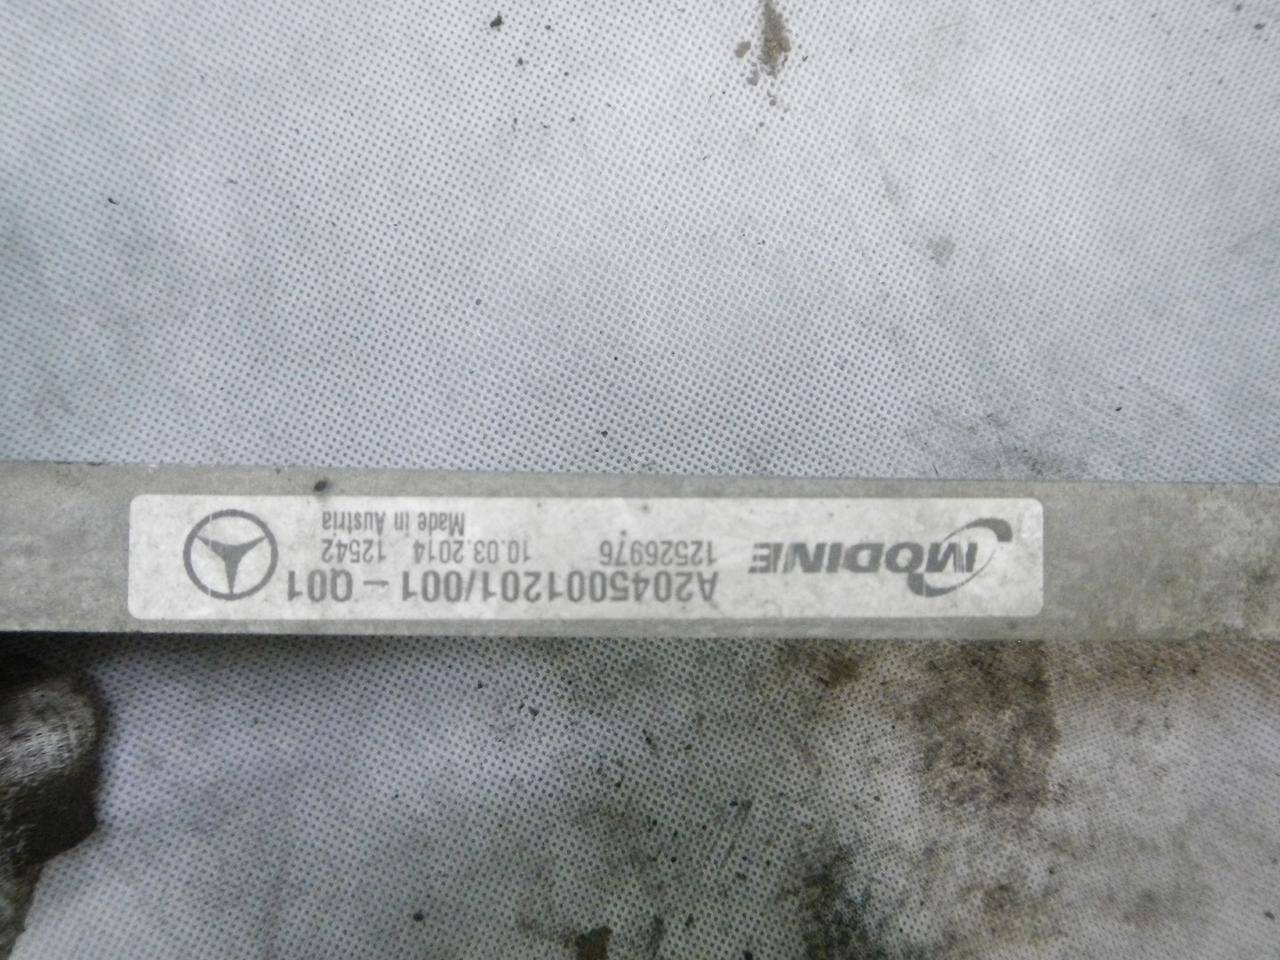 MODINE
A2045001201/001 – Q01
12526976 10.03.2014 12542
Made in Austria